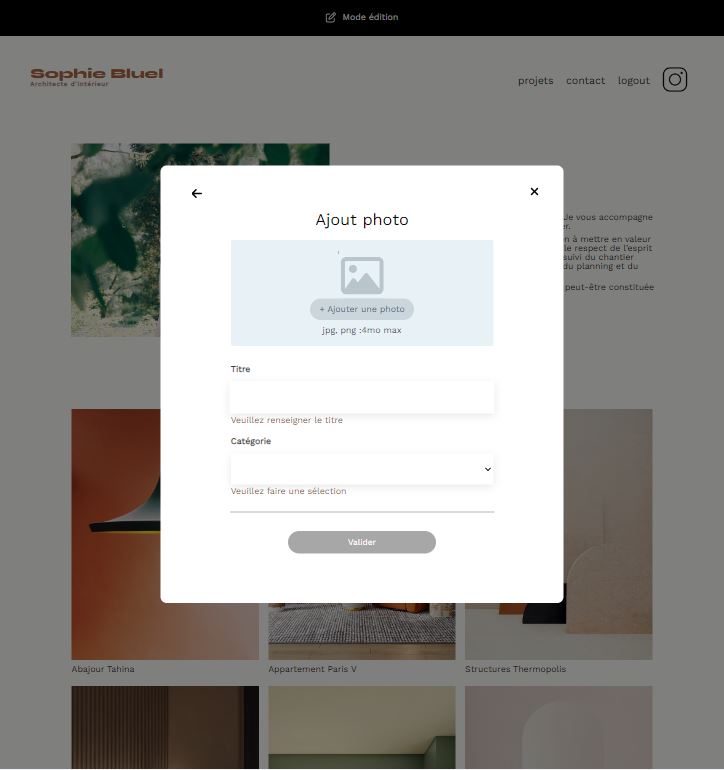 Mode édition
Sophie Bluel
Architecte d'intérieur
projets contact logout
Je vous accompagne
er.
n à mettre en valeur
le respect de l'esprit
suivi du chantier
du planning et du
peut-être constituée
Ajout photo
+ Ajouter une photo
jpg, png :4mo max
Titre
Veuillez renseigner le titre
Catégorie
Veuillez faire une sélection
Valider
Abajour Tahina
Appartement Paris V
Structures Thermopolis